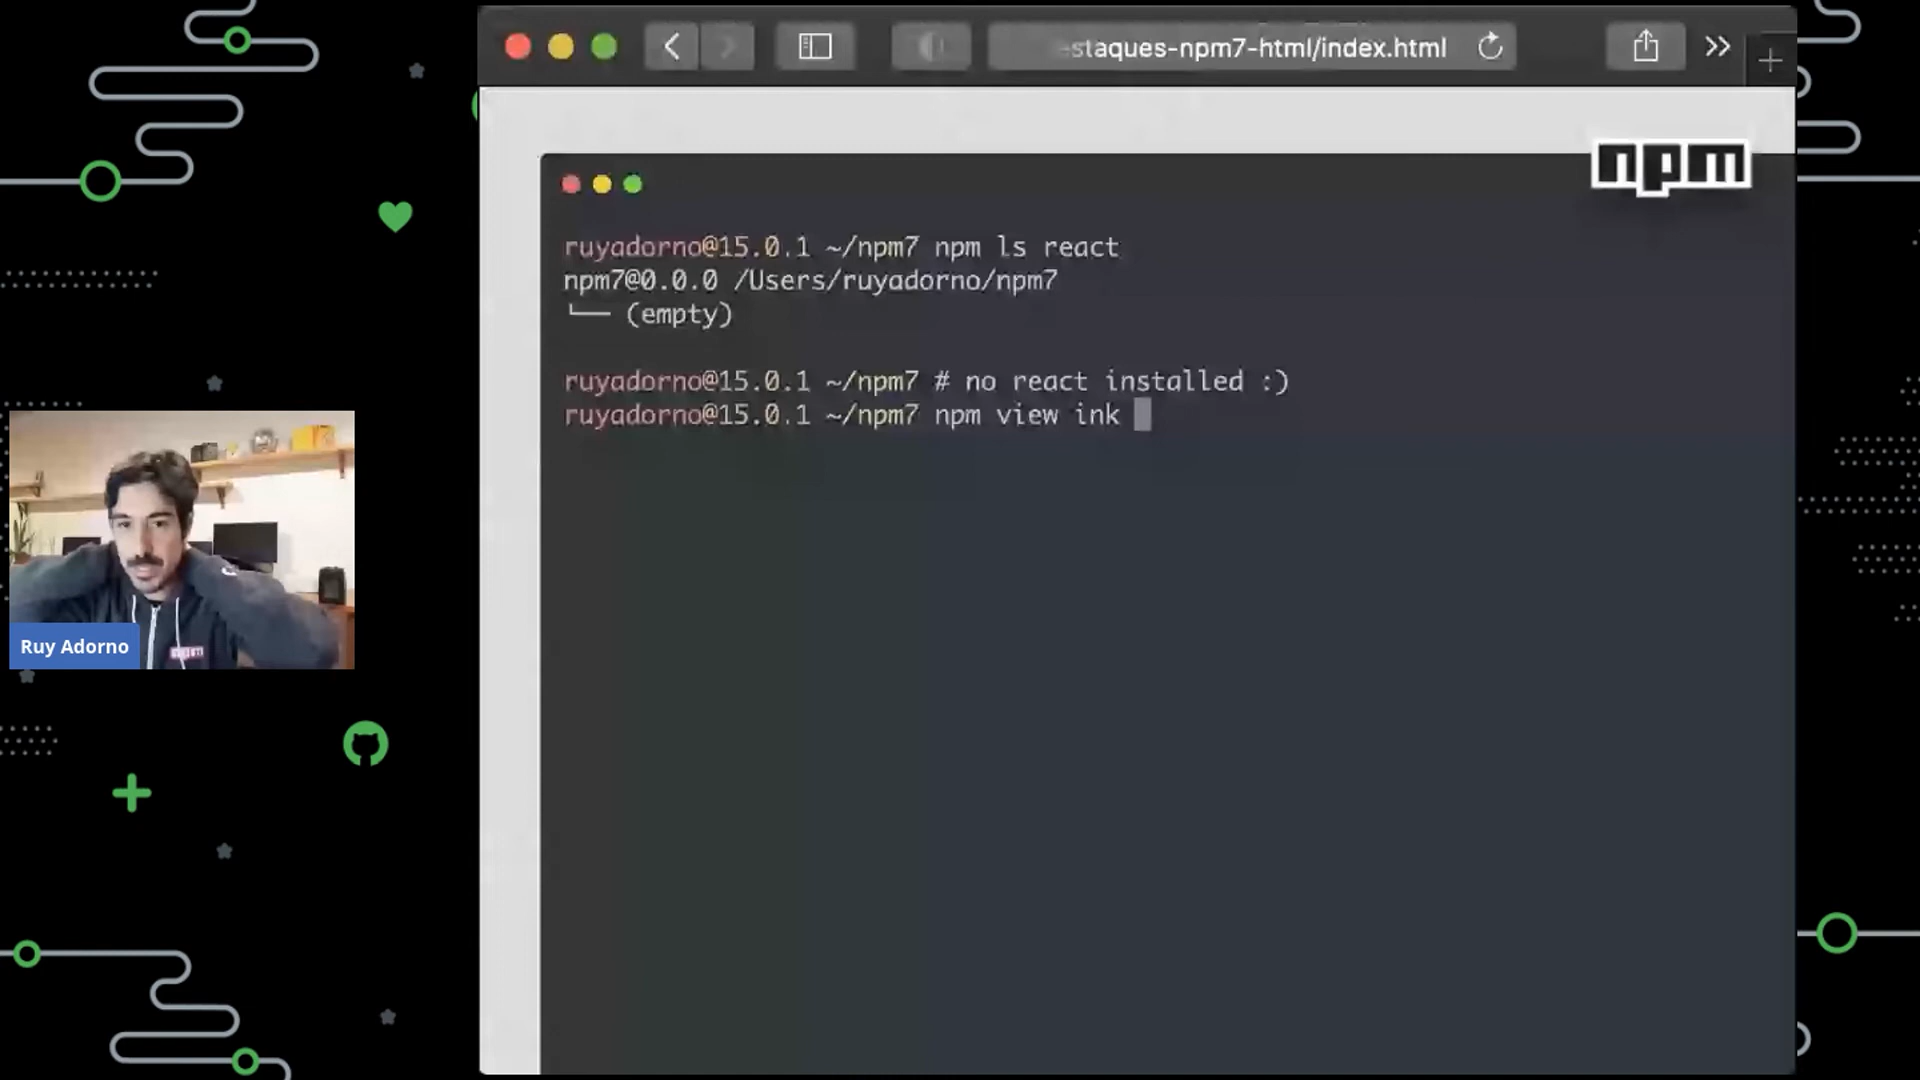 -staques-npm7-html/index.html
npm
ruyadorno@15.0.1 ~/npm7 npm ls react
npm7@0.0.0 /Users/ruyadorno/npm7
└── (empty)
ruyadorno@15.0.1 ~/npm7 # no react installed :)
ruyadorno@15.0.1 ~/npm7 npm view ink
Ruy Adorno
npm